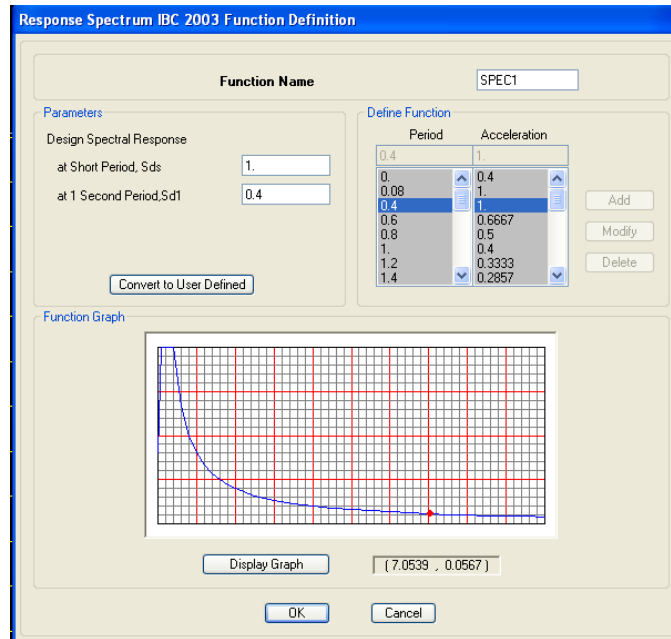 Response Spectrum IBC 2003 Function Definition
Function Name SPEC1
Parameters
Design Spectral Response
at Short Period, Sds 1.
at 1 Second Period,Sd1 0.4
Convert to User Defined
Define Function
Period Acceleration
0.4 1.
0. 0.4
0.08 1.
0.4 1.
0.6 0.6667
0.8 0.5
1. 0.4
1.2 0.3333
1.4 0.2857
Add
Modify
Delete
Function Graph
Display Graph (7.0539 , 0.0567)
OK Cancel